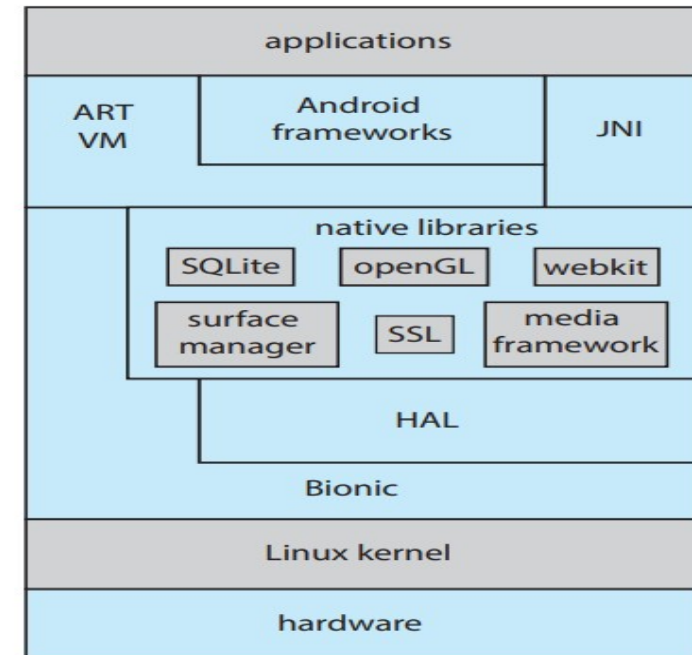 applications
ART
VM
Android
frameworks
JNI
native libraries
SQLite
openGL
webkit
surface
manager
SSL
media
framework
HAL
Bionic
Linux kernel
hardware